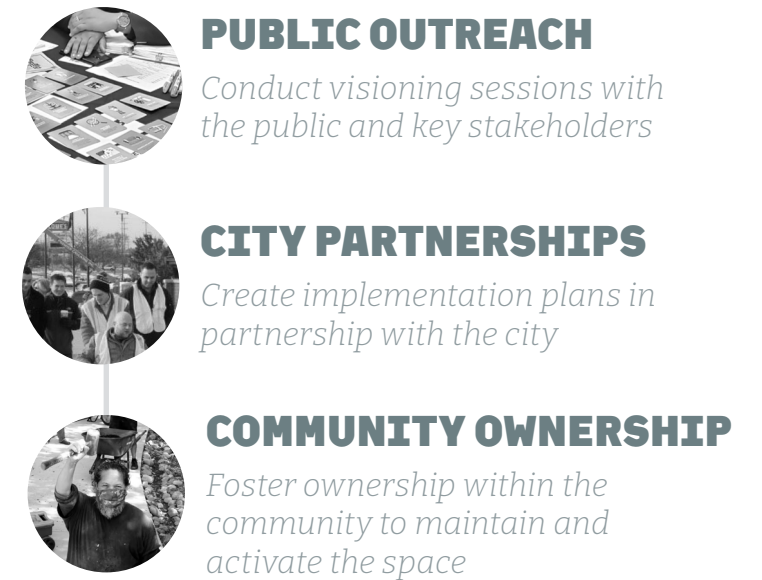 PUBLIC OUTREACH
Conduct visioning sessions with
the public and key stakeholders
CITY PARTNERSHIPS
Create implementation plans in
partnership with the city
COMMUNITY OWNERSHIP
Foster ownership within the
community to maintain and
activate the space